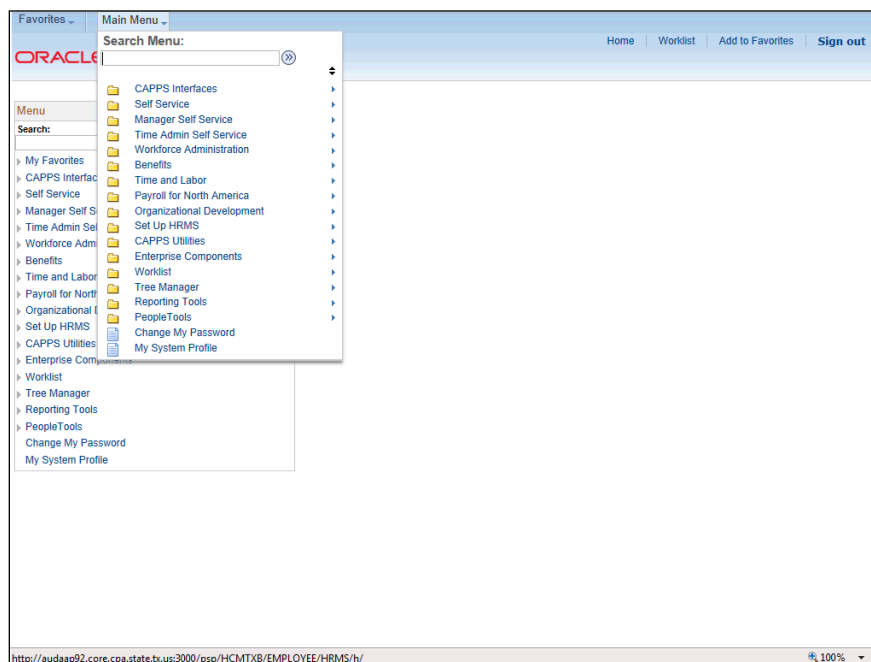 Favorites Main Menu
Home Worklist Add to Favorites Sign out
ORACLE
Search Menu:
CAPPS Interfaces
Self Service
Manager Self Service
Time Admin Self Service
Workforce Administration
Benefits
Time and Labor
Payroll for North America
Organizational Development
Set Up HRMS
CAPPS Utilities
Enterprise Components
Worklist
Tree Manager
Reporting Tools
PeopleTools
Change My Password
My System Profile
Menu
Search:
My Favorites
CAPPS Interfac
Self Service
Manager Self S
Time Admin Sel
Workforce Adm
Benefits
Time and Labor
Payroll for North
Organizational
Set Up HRMS
CAPPS Utilities
Enterprise Components
Worklist
Tree Manager
Reporting Tools
PeopleTools
Change My Password
My System Profile
http://audaap92.core.cpa.state.tx.us:3000/psp/HCMTXB/EMPLOYEE/HRMS/h/ 100%